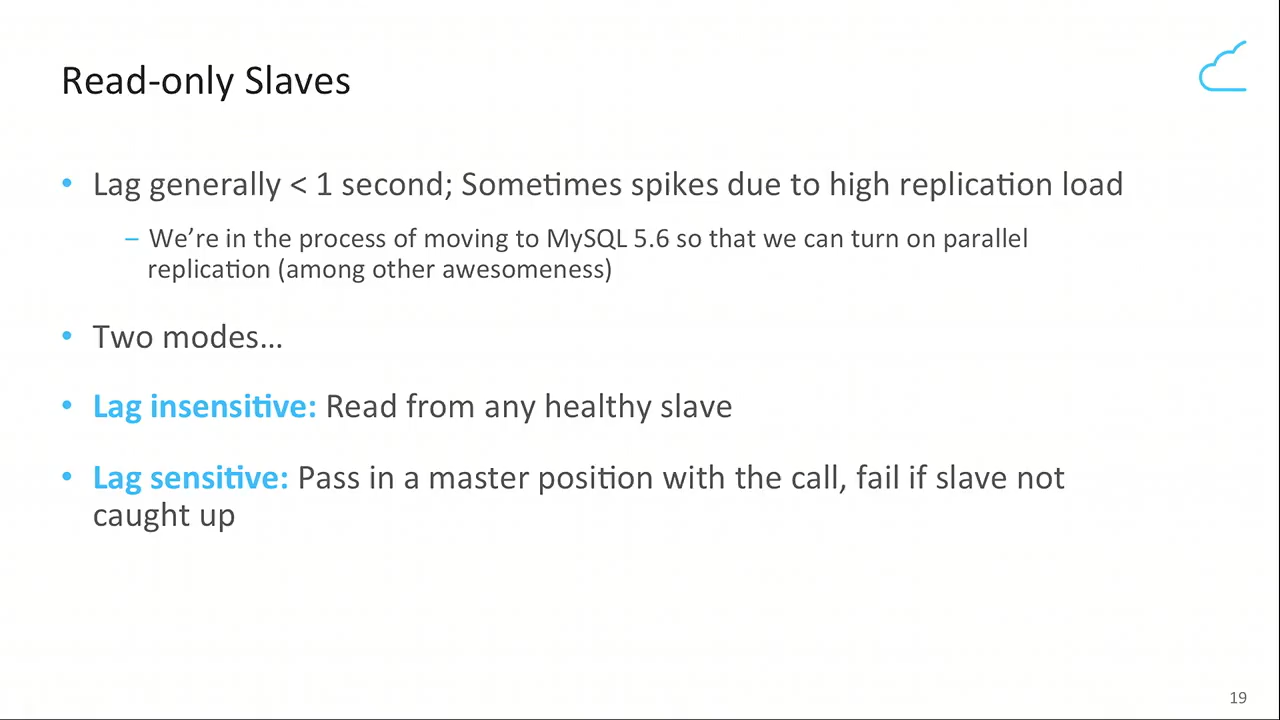 Read-only Slaves
• Lag generally < 1 second; Sometimes spikes due to high replication load
– We’re in the process of moving to MySQL 5.6 so that we can turn on parallel
replication (among other awesomeness)
• Two modes…
• Lag insensitive: Read from any healthy slave
• Lag sensitive: Pass in a master position with the call, fail if slave not
caught up
19